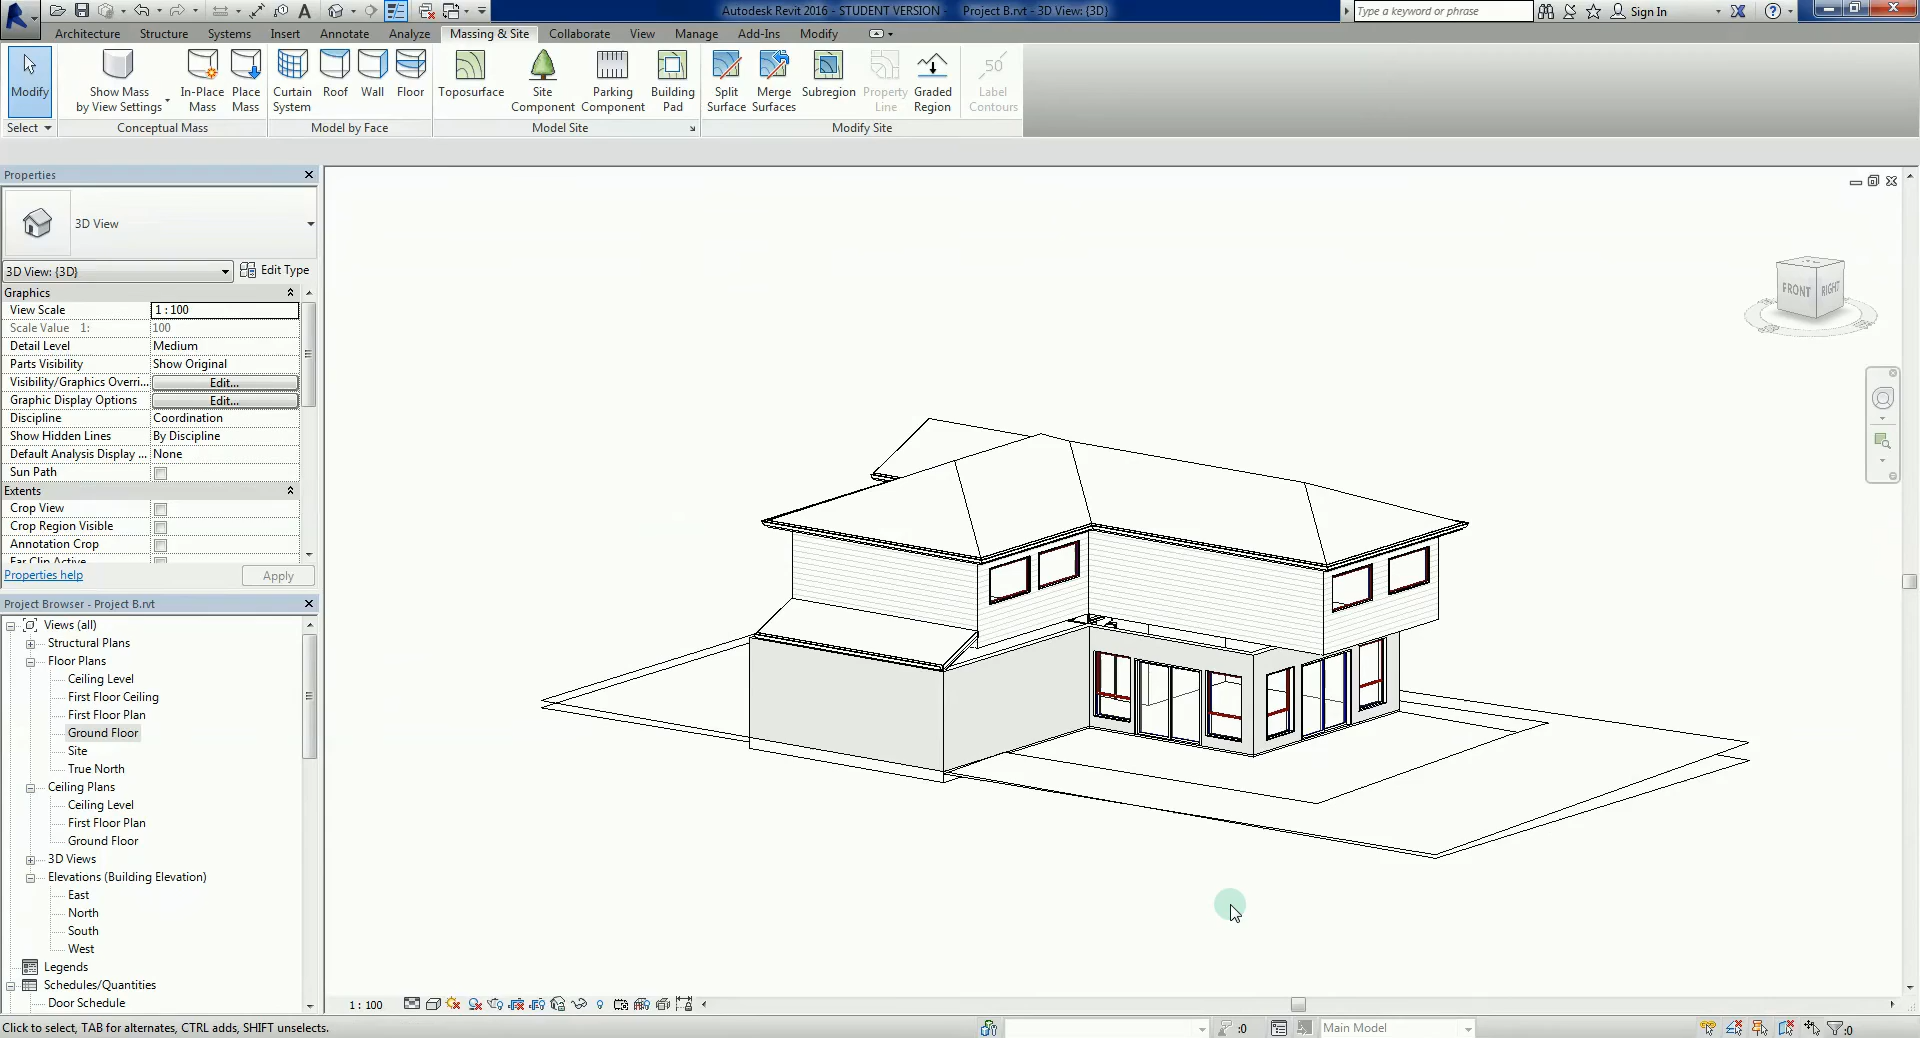 Autodesk Revit 2016 - STUDENT VERSION - Project B.rvt - 3D View: {3D}
Type a keyword or phrase
Sign In
Architecture Structure Systems Insert Annotate Analyze Massing & Site Collaborate View Manage Add-Ins Modify
Modify
Show Mass
by View Settings
In-Place
Mass
Place
Mass
Curtain
System
Roof
Wall
Floor
Toposurface
Site
Component
Parking
Component
Building
Pad
Split
Surface
Merge
Surfaces
Subregion
Property
Line
Graded
Region
50
Label
Contours
Select
Conceptual Mass
Model by Face
Model Site
Modify Site
Properties
3D View
3D View: {3D}
Edit Type
Graphics
View Scale 1 : 100
Scale Value 1: 100
Detail Level Medium
Parts Visibility Show Original
Visibility/Graphics Overri... Edit...
Graphic Display Options Edit...
Discipline Coordination
Show Hidden Lines By Discipline
Default Analysis Display ... None
Sun Path
Extents
Crop View
Crop Region Visible
Annotation Crop
Far Clip Active
Properties help
Apply
Project Browser - Project B.rvt
Views (all)
Structural Plans
Floor Plans
Ceiling Level
First Floor Ceiling
First Floor Plan
Ground Floor
Site
True North
Ceiling Plans
Ceiling Level
First Floor Plan
Ground Floor
3D Views
Elevations (Building Elevation)
East
North
South
West
Legends
Schedules/Quantities
Door Schedule
FRONT
RIGHT
1 : 100
Click to select, TAB for alternates, CTRL adds, SHIFT unselects.
:0
Main Model
:0